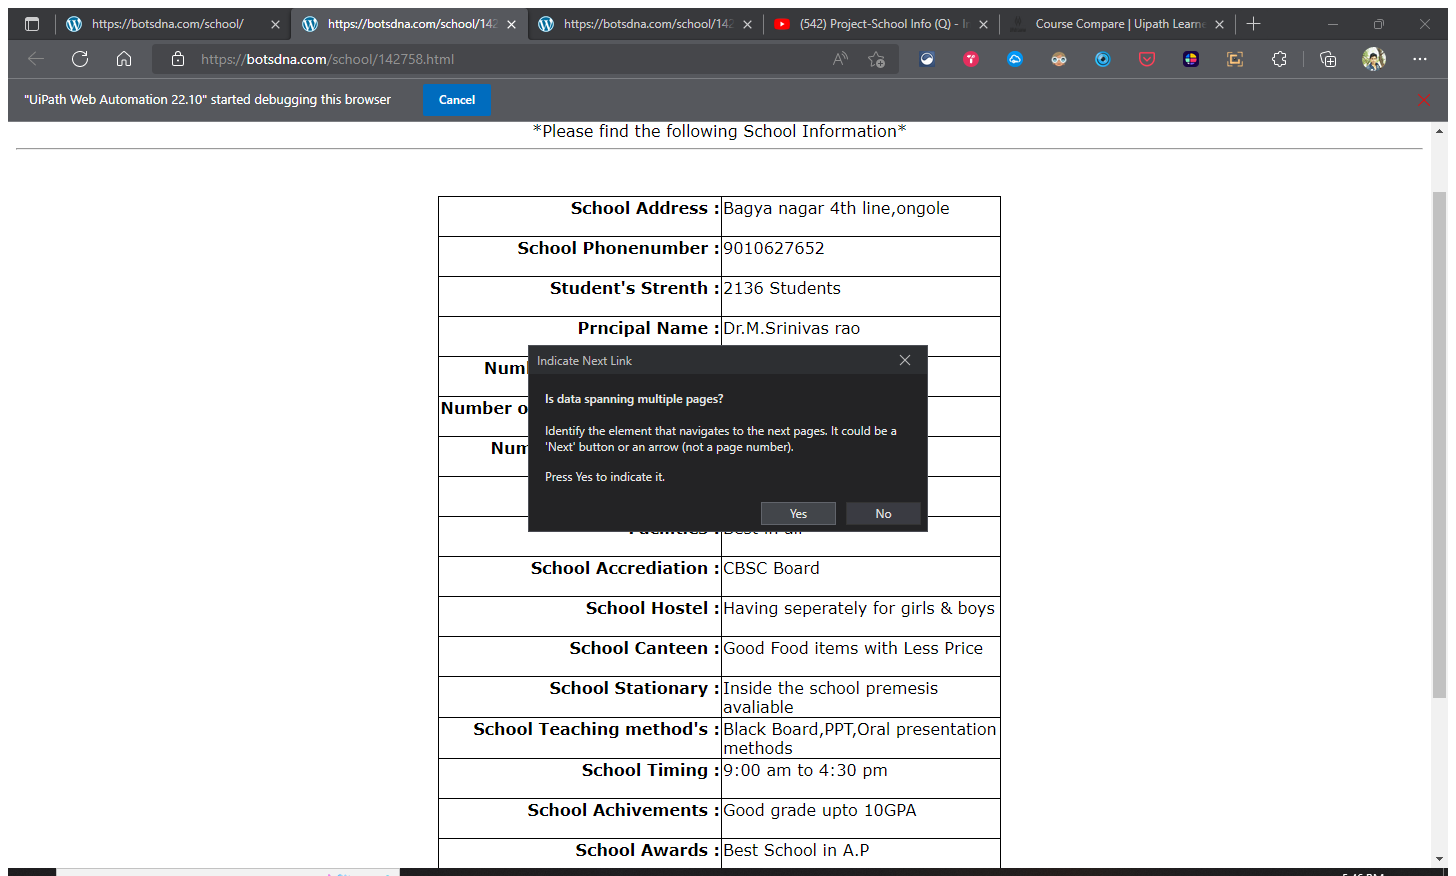 https://botsdna.com/school/
https://botsdna.com/school/142
https://botsdna.com/school/142
(542) Project-School Info (Q) - I
Course Compare | Uipath Learn
https://botsdna.com/school/142758.html
"UiPath Web Automation 22.10" started debugging this browser
Cancel
*Please find the following School Information*
School Address : Bagya nagar 4th line,ongole
School Phonenumber : 9010627652
Student's Strenth : 2136 Students
Prncipal Name : Dr.M.Srinivas rao
Indicate Next Link
Is data spanning multiple pages?
Identify the element that navigates to the next pages. It could be a
'Next' button or an arrow (not a page number).
Press Yes to indicate it.
Yes No
Number o
School Accrediation : CBSC Board
School Hostel : Having seperately for girls & boys
School Canteen : Good Food items with Less Price
School Stationary : Inside the school premesis
avaliable
School Teaching method's : Black Board,PPT,Oral presentation
methods
School Timing : 9:00 am to 4:30 pm
School Achivements : Good grade upto 10GPA
School Awards : Best School in A.P